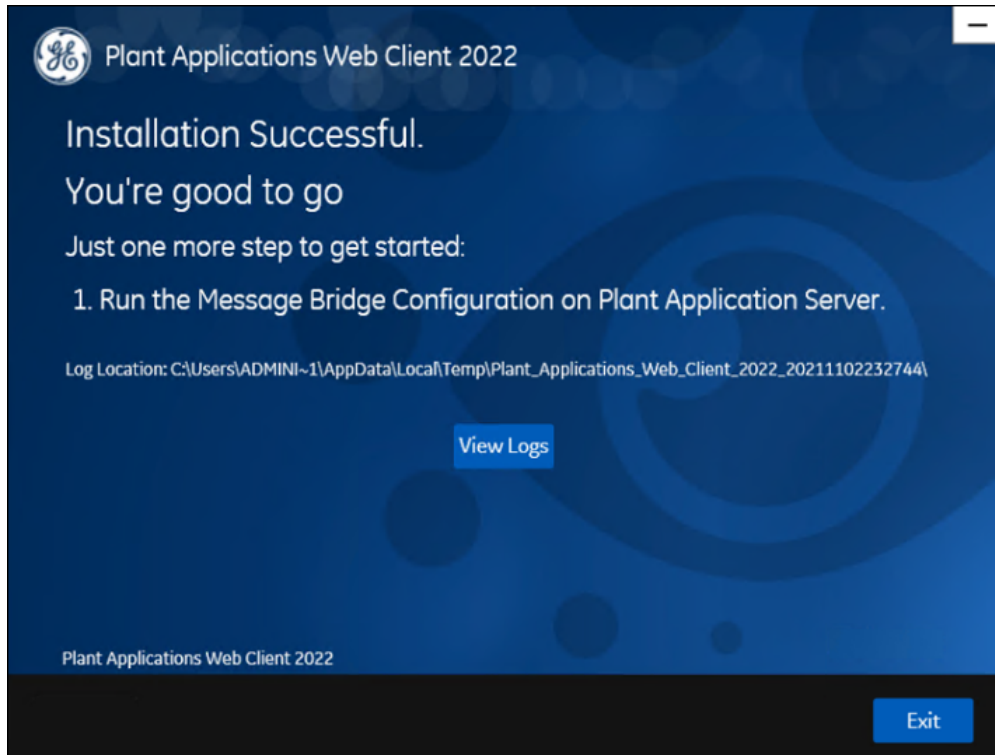 Plant Applications Web Client 2022
Installation Successful.
You're good to go
Just one more step to get started:
1. Run the Message Bridge Configuration on Plant Application Server.
Log Location: C:\Users\ADMINI~1\AppData\Local\Temp\Plant_Applications_Web_Client_2022_20211102232744\
View Logs
Plant Applications Web Client 2022
Exit